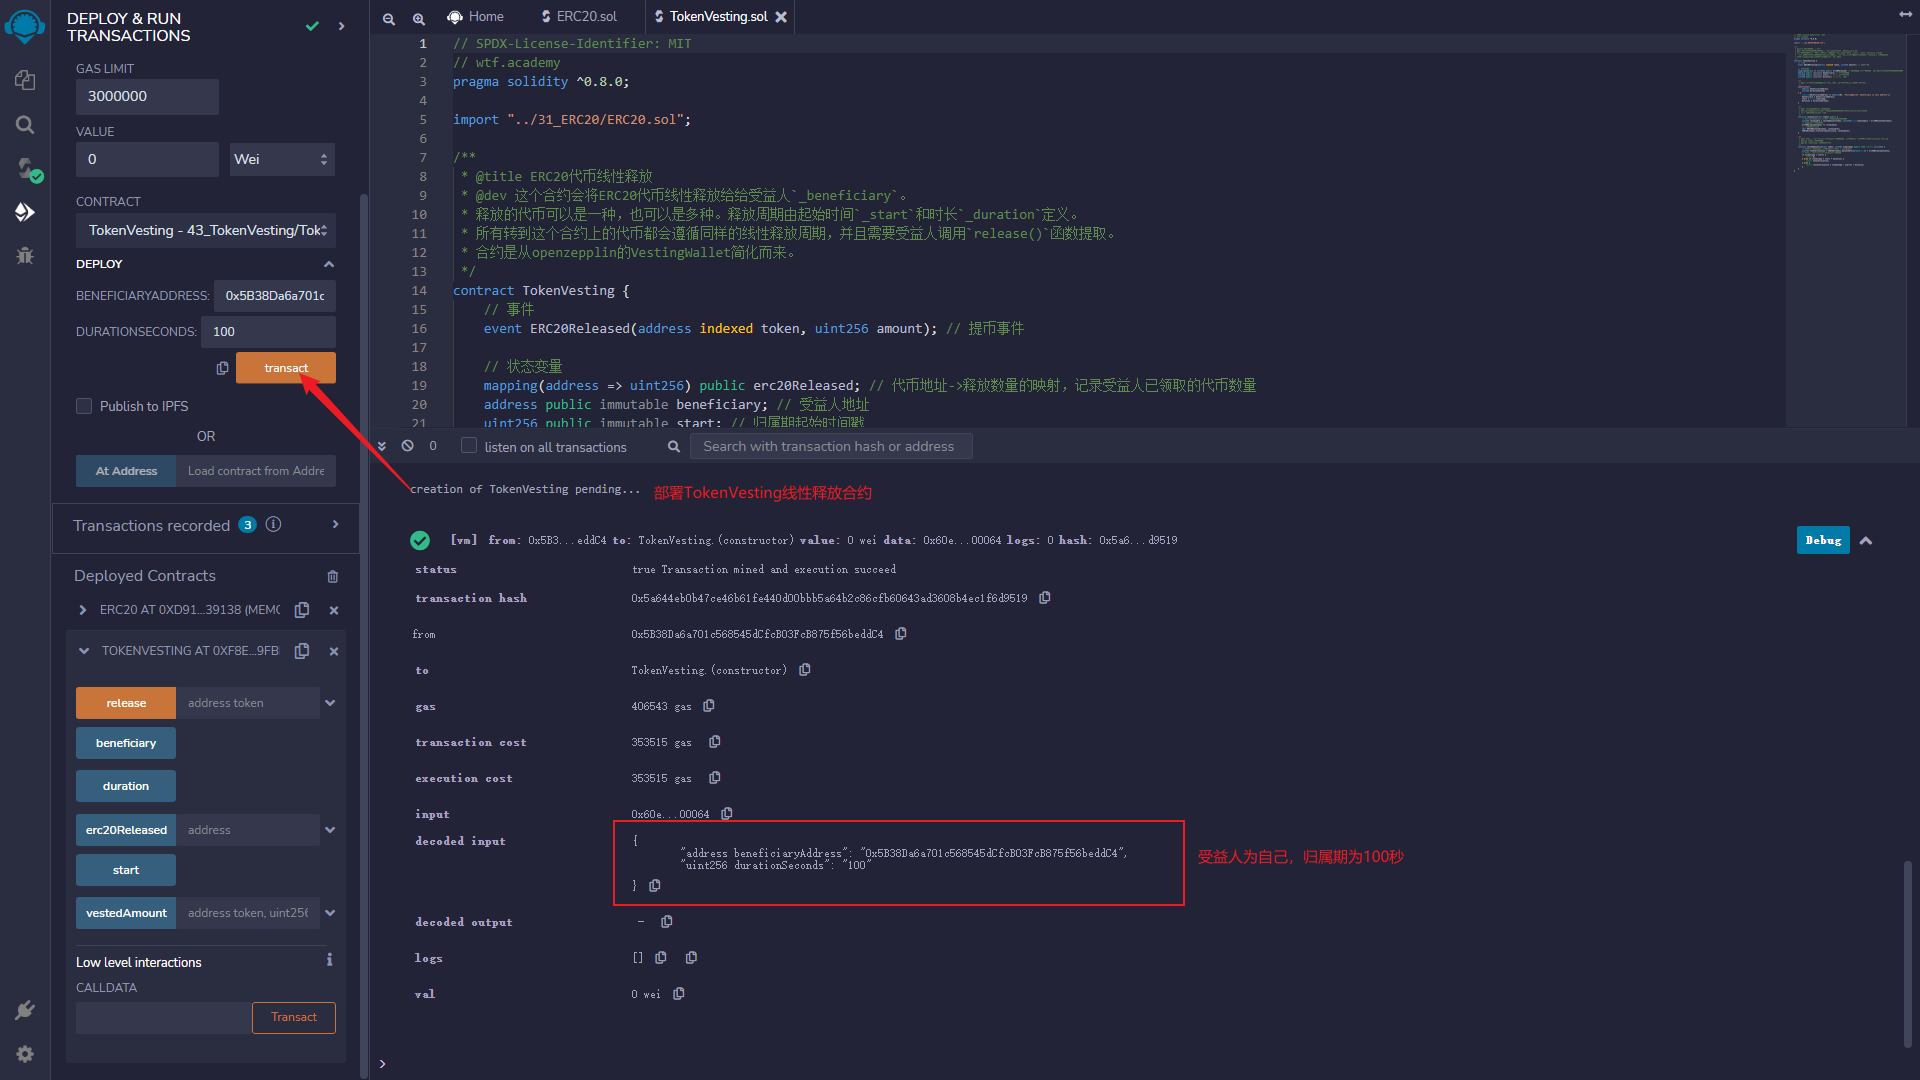 DEPLOY & RUN
TRANSACTIONS
GAS LIMIT
3000000
VALUE
0
Wei
CONTRACT
TokenVesting - 43_TokenVesting/Tok
DEPLOY
BENEFICIARYADDRESS:
0x5B38Da6a701c
DURATIONSECONDS:
100
transact
Publish to IPFS
OR
At Address
Load contract from Addre
Transactions recorded 3
Deployed Contracts
ERC20 AT 0XD91...39138 (MEMO
TOKENVESTING AT 0XF8E...9FB
release
address token
beneficiary
duration
erc20Released
address
start
vestedAmount
address token, uint256
Low level interactions
CALLDATA
Transact
Home
ERC20.sol
TokenVesting.sol
1 // SPDX-License-Identifier: MIT
2 // wtf.academy
3 pragma solidity ^0.8.0;
4
5 import "../31_ERC20/ERC20.sol";
6
7 /**
8 * @title ERC20代币线性释放
9 * @dev 这个合约会将ERC20代币线性释放给给受益人`_beneficiary`。
10 * 释放的代币可以是一种，也可以是多种。释放周期由起始时间`_start`和时长`_duration`定义。
11 * 所有转到这个合约上的代币都会遵循同样的线性释放周期，并且需要受益人调用`release()`函数提取。
12 * 合约是从openzepplin的VestingWallet简化而来。
13 */
14 contract TokenVesting {
15 // 事件
16 event ERC20Released(address indexed token, uint256 amount); // 提币事件
17
18 // 状态变量
19 mapping(address => uint256) public erc20Released; // 代币地址->释放数量的映射，记录受益人已领取的代币数量
20 address public immutable beneficiary; // 受益人地址
21 uint256 public immutable start; // 归属期起始时间戳
0
listen on all transactions
Search with transaction hash or address
creation of TokenVesting pending...
部署TokenVesting线性释放合约
[vm] from: 0x5B3...eddC4 to: TokenVesting.(constructor) value: 0 wei data: 0x60e...00064 logs: 0 hash: 0x5a6...d9519
Debug
status true Transaction mined and execution succeed
transaction hash 0x5a644eb0b47ce46b61fe440d00bbb5a64b2c86cfb60643ad3608b4ec1f6d9519
from 0x5B38Da6a701c568545dCfcB03FcB875f56beddC4
to TokenVesting.(constructor)
gas 406543 gas
transaction cost 353515 gas
execution cost 353515 gas
input 0x60e...00064
decoded input {
"address beneficiaryAddress": "0x5B38Da6a701c568545dCfcB03FcB875f56beddC4",
"uint256 durationSeconds": "100"
}
受益人为自己，归属期为100秒
decoded output -
logs []
val 0 wei
>